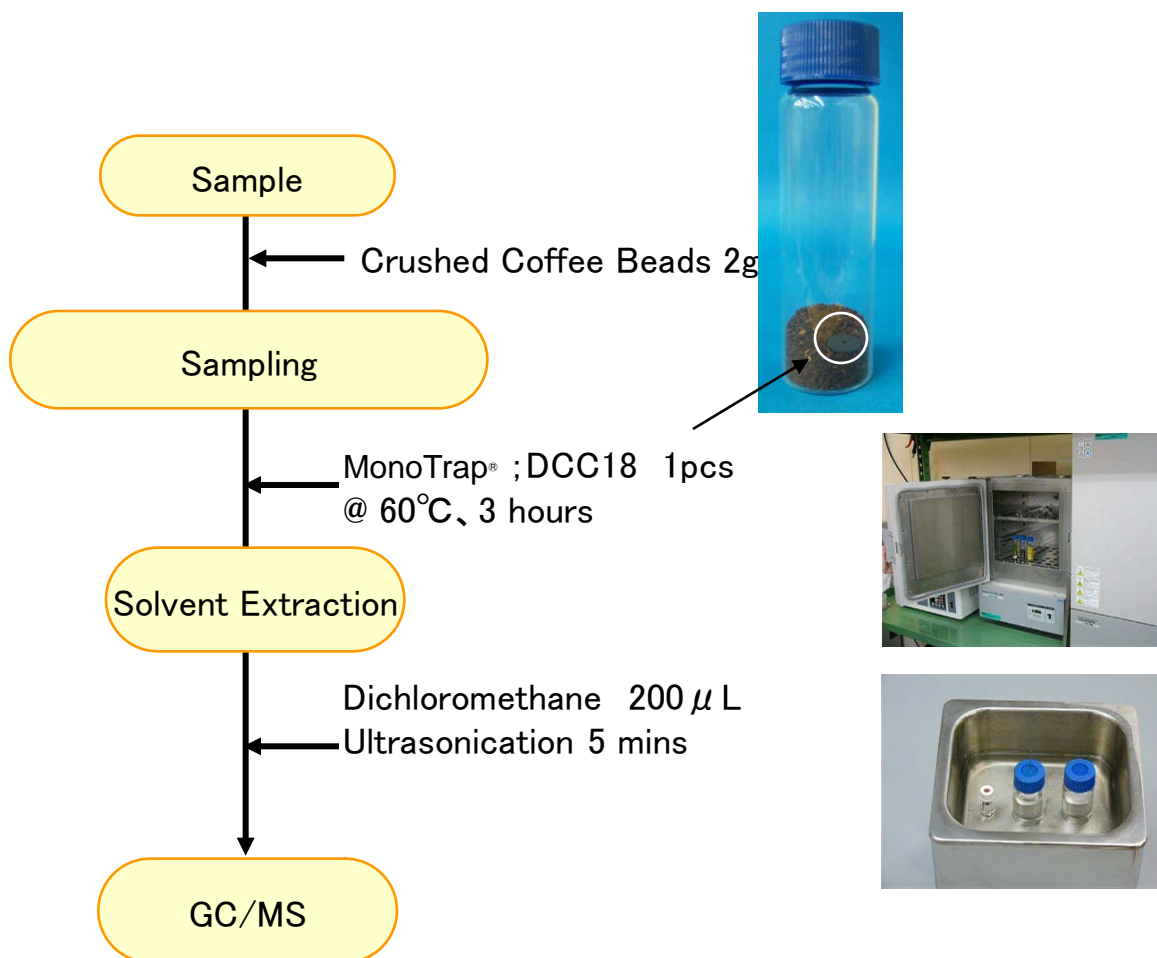 Sample
Crushed Coffee Beads 2g
Sampling
MonoTrap® ;DCC18 1pcs
@ 60℃、3 hours
Solvent Extraction
Dichloromethane 200μL
Ultrasonication 5 mins
GC/MS